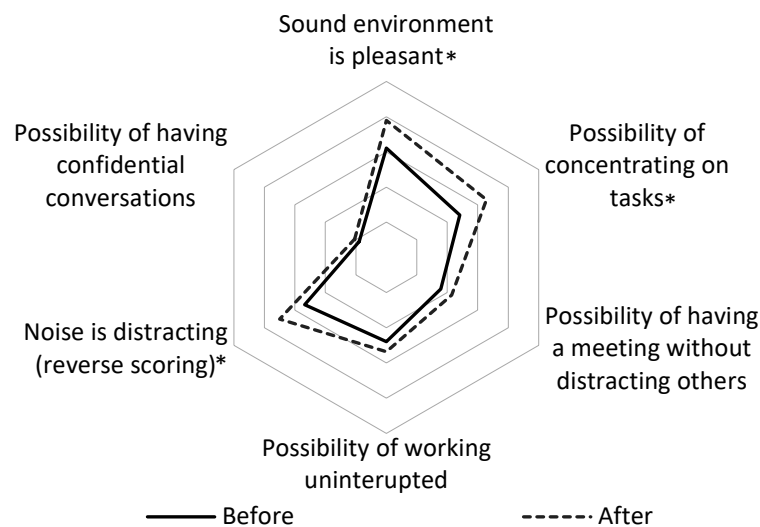 Sound environment
is pleasant*
Possibility of
concentrating on
tasks*
Possibility of having
a meeting without
distracting others
Possibility of working
uninterupted
Noise is distracting
(reverse scoring)*
Possibility of having
confidential
conversations
Before
After